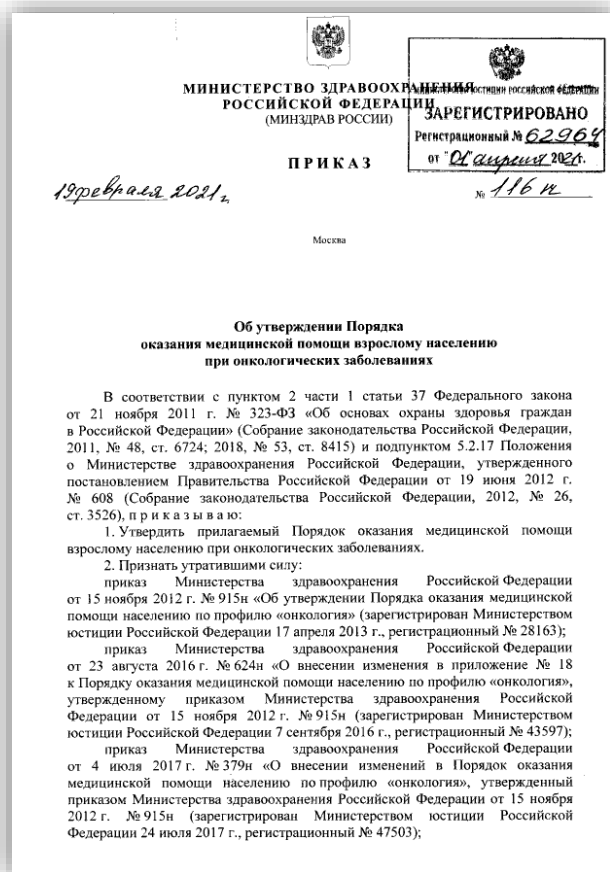 МИНИСТЕРСТВО ЗДРАВООХРАНЕНИЯ
РОССИЙСКОЙ ФЕДЕРАЦИИ
(МИНЗДРАВ РОССИИ)
ЮСТИЦИИ РОССИЙСКОЙ ФЕДЕРАЦИИ
ЗАРЕГИСТРИРОВАНО
Регистрационный № 62964
от "01" апреля 2021.
ПРИКАЗ
19 февраля 2021 г.
№ 116н
Москва
Об утверждении Порядка
оказания медицинской помощи взрослому населению
при онкологических заболеваниях
В соответствии с пунктом 2 части 1 статьи 37 Федерального закона
от 21 ноября 2011 г. № 323-ФЗ «Об основах охраны здоровья граждан
в Российской Федерации» (Собрание законодательства Российской Федерации,
2011, № 48, ст. 6724; 2018, № 53, ст. 8415) и подпунктом 5.2.17 Положения
о Министерстве здравоохранения Российской Федерации, утвержденного
постановлением Правительства Российской Федерации от 19 июня 2012 г.
№ 608 (Собрание законодательства Российской Федерации, 2012, № 26,
ст. 3526), п р и к а з ы в а ю:
1. Утвердить прилагаемый Порядок оказания медицинской помощи
взрослому населению при онкологических заболеваниях.
2. Признать утратившими силу:
приказ Министерства здравоохранения Российской Федерации
от 15 ноября 2012 г. № 915н «Об утверждении Порядка оказания медицинской
помощи населению по профилю «онкология» (зарегистрирован Министерством
юстиции Российской Федерации 17 апреля 2013 г., регистрационный № 28163);
приказ Министерства здравоохранения Российской Федерации
от 23 августа 2016 г. № 624н «О внесении изменения в приложение № 18
к Порядку оказания медицинской помощи населению по профилю «онкология»,
утвержденному приказом Министерства здравоохранения Российской
Федерации от 15 ноября 2012 г. № 915н (зарегистрирован Министерством
юстиции Российской Федерации 7 сентября 2016 г., регистрационный № 43597);
приказ Министерства здравоохранения Российской Федерации
от 4 июля 2017 г. № 379н «О внесении изменений в Порядок оказания
медицинской помощи населению по профилю «онкология», утвержденный
приказом Министерства здравоохранения Российской Федерации от 15 ноября
2012 г. № 915н (зарегистрирован Министерством юстиции Российской
Федерации 24 июля 2017 г., регистрационный № 47503);